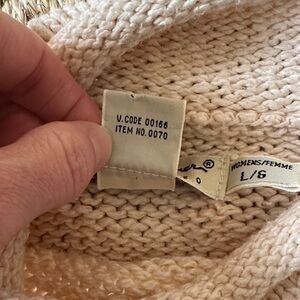 V.CODE 00166
ITEM NO.0070
WOMENS/FEMME
L/G